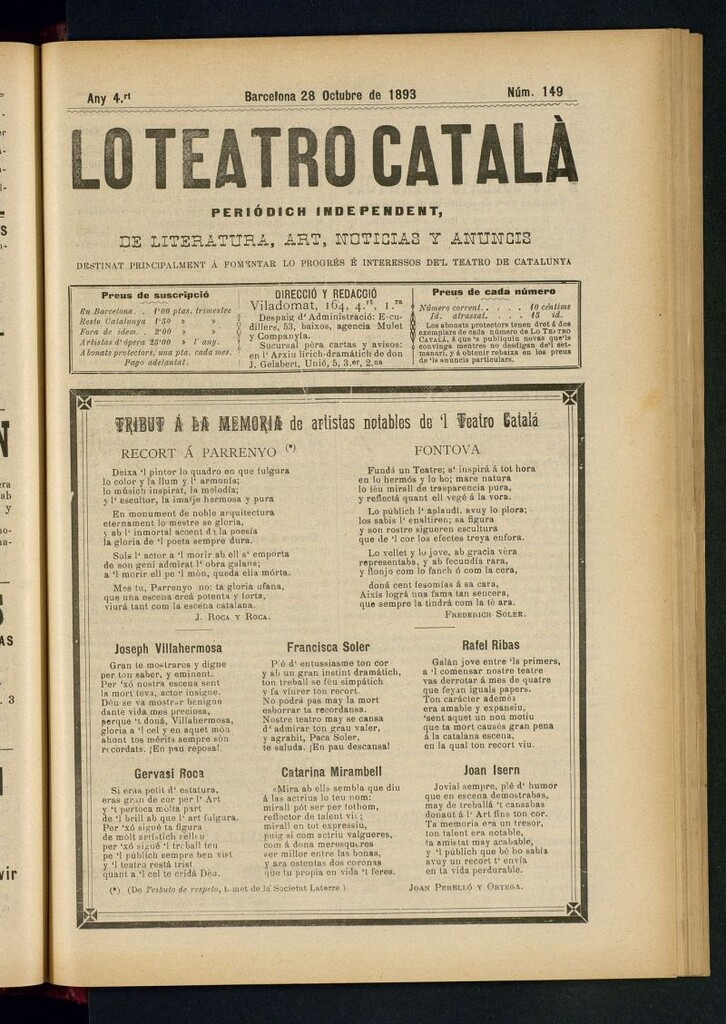 Any 4.rt
Barcelona 28 Octubre de 1893
Núm. 149
LO TEATRO CATALÀ
PERIÓDICH INDEPENDENT,
DE LITERATURA, ART, NOTICIAS Y ANUNCIS
DESTINAT PRINCIPALMENT Á FOMENTAR LO PROGRÉS É INTERESSOS DE'L TEATRO DE CATALUNYA
Preus de suscripció
En Barcelona. . 1'00 ptas. trimestre
Resto Catalunya 1'50 » »
Fora de idem. . 2'00 » »
Artistas d'ópera 25'00 » l' any.
Abonats protectors, una pta. cada mes.
Pago adelantat.
DIRECCIÓ Y REDACCIÓ
Viladomat, 164, 4.rt, 1.ra
Despaig d' Administració: Escu-
dillers, 53, baixos, agencia Mulet
y Companyía.
Sucursal péra cartas y avisos:
en l' Arxiu lírich-dramátich de don
J. Gelabert, Unió, 5, 3.er, 2.na
Preus de cada número
Número corrent. . . . . 10 céntims
Id. atrassat. . . . . 15 id.
Los abonats protectors tenen dret á dos
exemplars de cada número de LO TEATRO
CATALÁ, á que 's publiquin novas que'ls
convinga mentres no desdigan de'l set-
manari, y á obtenir rebaixa en los preus
de 'ls anuncis particulars.
TRIBUT Á LA MEMORIA de artistas notables de 'l Teatro Catalá
RECORT Á PARRENYO (*)
Deixa 'l pintor lo quadro en que fulgura
lo color y la llum y l' armonía;
lo músich inspirat, la melodía;
y l' escultor, la imatje hermosa y pura
En monument de noble arquitectura
eternament lo mestre se gloría,
y ab l' inmortal accent de la poesía
la gloria de 'l poeta sempre dura.
Sols l' actor a 'l morir ab ell s' emporta
de son geni admirat l' obra galana;
a 'l morir ell pe 'l món, queda ella mórta.
Mes tu, Parrenyo no: ta gloria ufana,
que una escena creá potenta y forta,
viurá tant com la escena catalana.
J. ROCA Y ROCA.
FONTOVA
Fundá un Teatre; s' inspirá á tot hora
en lo hermós y lo bo; mare natura
lo féu mirall de trasparencia pura,
y reflectá quant ell vegé á la vora.
Lo públich l' aplaudí, avuy lo plora;
los sabis l' enaltiren; sa figura
y son rostre sigueren escultura
que de 'l cor los efectes treya enfora.
Lo vellet y lo jove, ab gracia véra
representaba, y ab fecundía rara,
y flonjo com lo fanch ó com la cera,
doná cent fesomías á sa cara,
Aixís lográ una fama tan sencera,
que sempre la tindrá com la té ara.
FREDERICH SOLER.
Joseph Villahermosa
Gran te mostrares y digne
per ton saber, y eminent.
Per 'xó nostra escena sent
la mort teva, actor insigne.
Déu se va mostrar benigne
dante vida mes preciosa,
perque 't doná, Villahermosa,
gloria a 'l cel y en aquet món
ahont tos mérits sempre són
recordats. ¡En pau reposa!
Francisca Soler
Plé d' entussiasme ton cor
y ab un gran instint dramátich,
ton treball se féu simpátich
y fa viurer ton recort.
No podrá pas may la mort
esborrar ta recordansa.
Nostre teatro may se cansa
d' admirar ton grau valer,
y agrahit, Paca Soler,
te saluda. ¡En pau descansa!
Rafel Ribas
Galán jove entre 'ls primers,
a 'l comensar nostre teatre
vas derrotar á mes de quatre
que feyan iguals papers.
Ton carácter ademés
era amable y expansiu,
'sent aquet un nou motiu
que ta mort causés gran pena
á la catalana escena,
en la qual ton recort viu.
Gervasi Roca
Si eras petit d' estatura,
eras gran de cor per l' Art
y 't pertoca mólta part
de 'l brill ab que l' art fulgura.
Per 'xó sigué ta figura
de mólt artístich relleu
per 'xó sigué 'l treball teu
pe 'l públich sempre ben vist
y 'l teatro restá trist
quant a 'l cel te cridá Déu.
Catarina Mirambell
«Mira ab ell» sembla que diu
á las actrius lo teu nom:
mirall pót ser per tothom,
reflector de talent viu;
mirall en tot expressiu,
puig si com actriu valgueres,
com á dona meresqueres
ser millor entre las bonas,
y ara ostentas dos coronas
que tu propia en vida 't feres.
Joan Isern
Jovial sempre, plé d' humor
que en escena demostrabas,
may de treballá 't cansabas
donaut á l' Art fins ton cor.
Ta memoria era un tresor,
ton talent era notable,
ta amistat may acabable,
y 'l públich que bé ho sabía
avuy un recort t' envía
en ta vida perdurable.
(*) (De Tributo de respeto, tomet de la Societat Latorre.)
JOAN PERELLÓ Y ORTEGA.